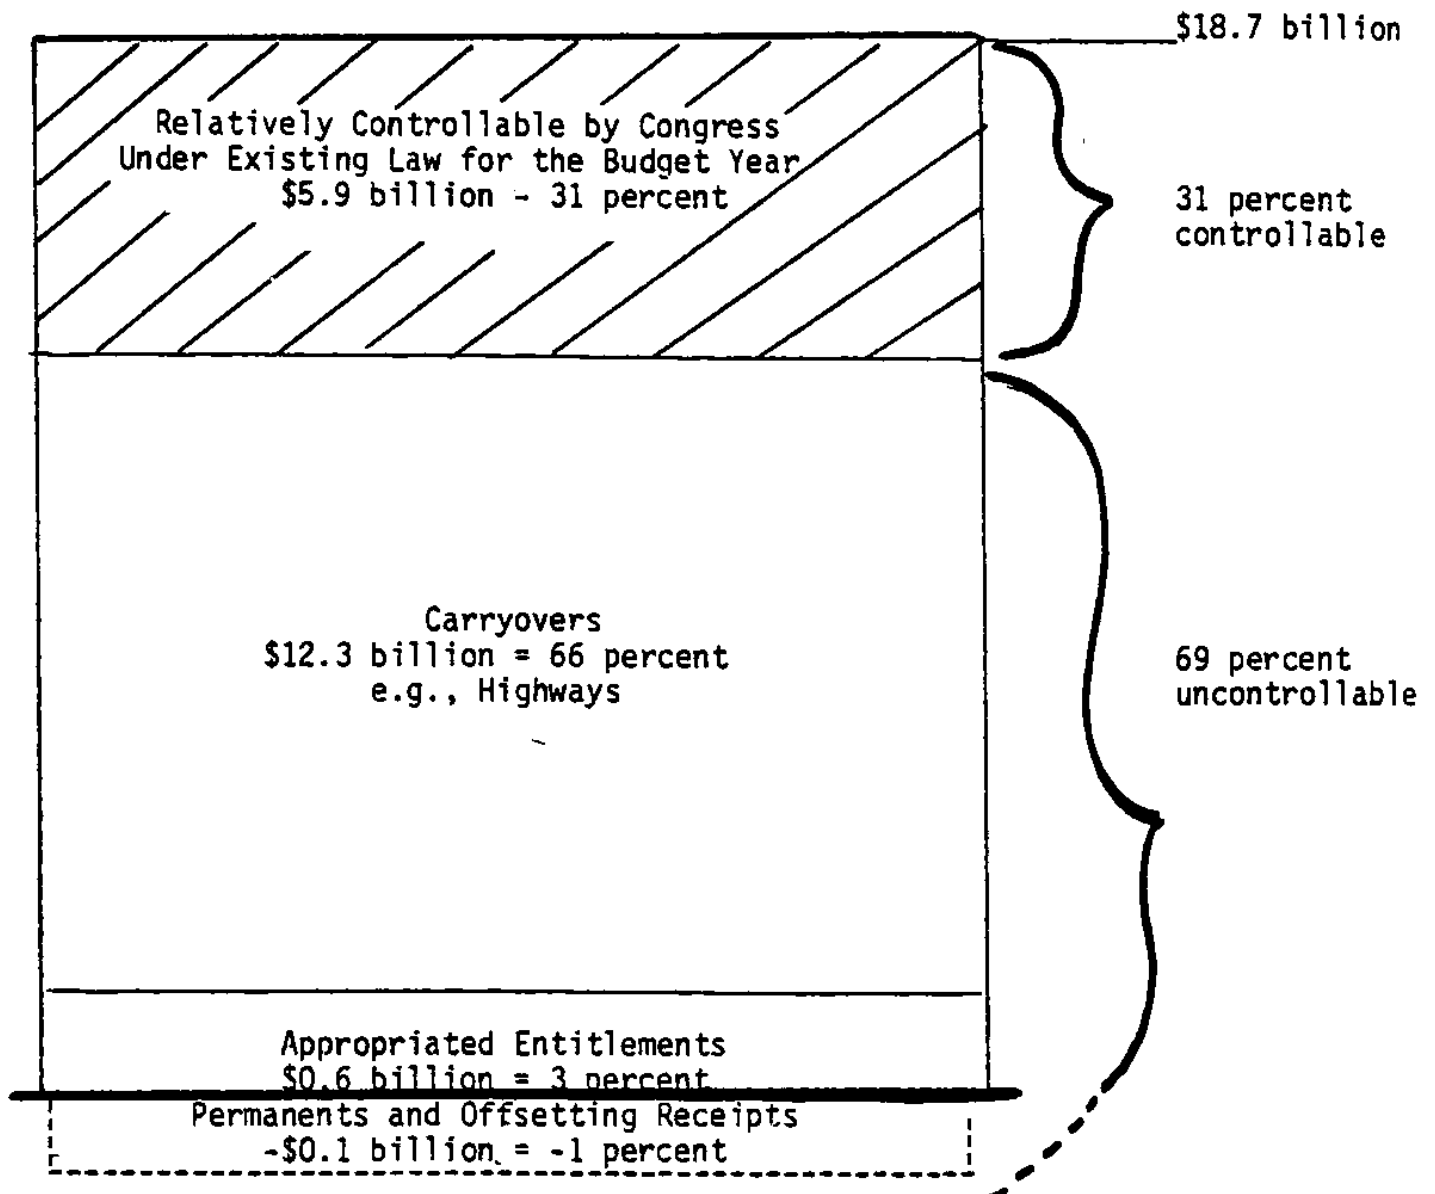 $18.7 billion
Relatively Controllable by Congress
Under Existing Law for the Budget Year
$5.9 billion - 31 percent
31 percent
controllable
Carryovers
$12.3 billion = 66 percent
e.g., Highways
69 percent
uncontrollable
Appropriated Entitlements
$0.6 billion = 3 percent
Permanents and Offsetting Receipts
-$0.1 billion = -1 percent